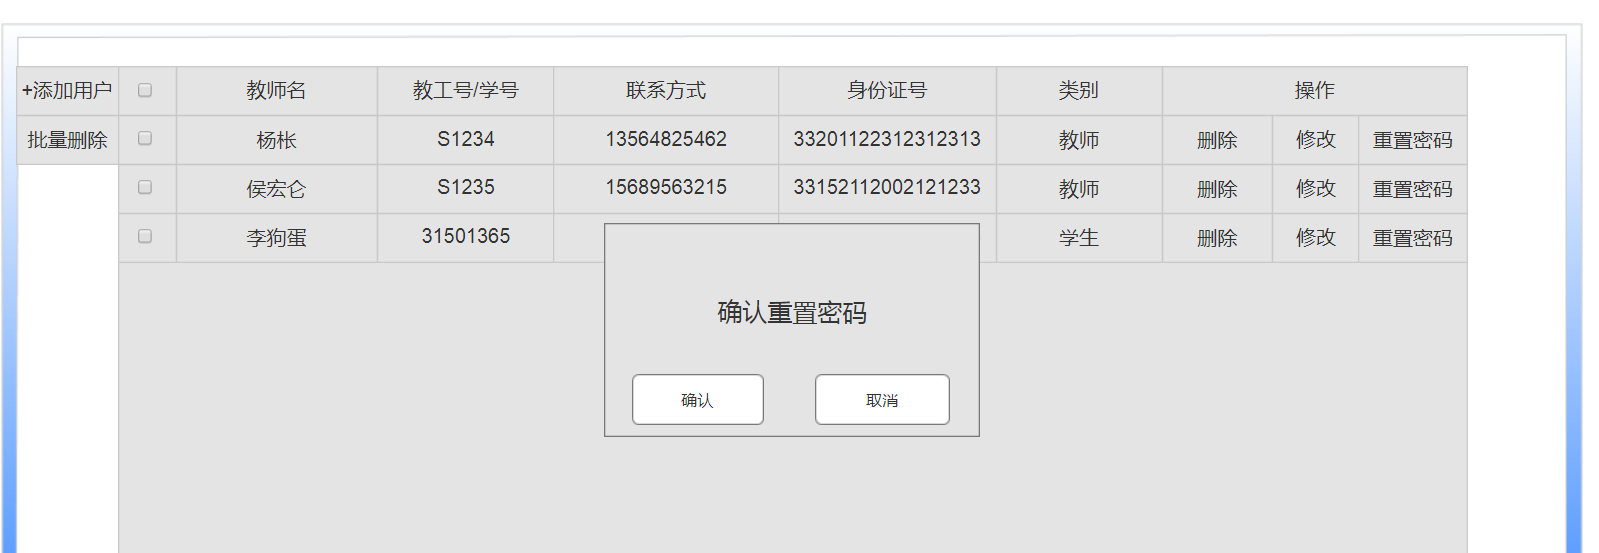 +添加用户 教师名 教工号/学号 联系方式 身份证号 类别 操作
批量删除 杨枨 S1234 13564825462 33201122312312313 教师 删除 修改 重置密码
侯宏仑 S1235 15689563215 33152112002121233 教师 删除 修改 重置密码
李狗蛋 31501365 学生 删除 修改 重置密码
确认重置密码
确认 取消